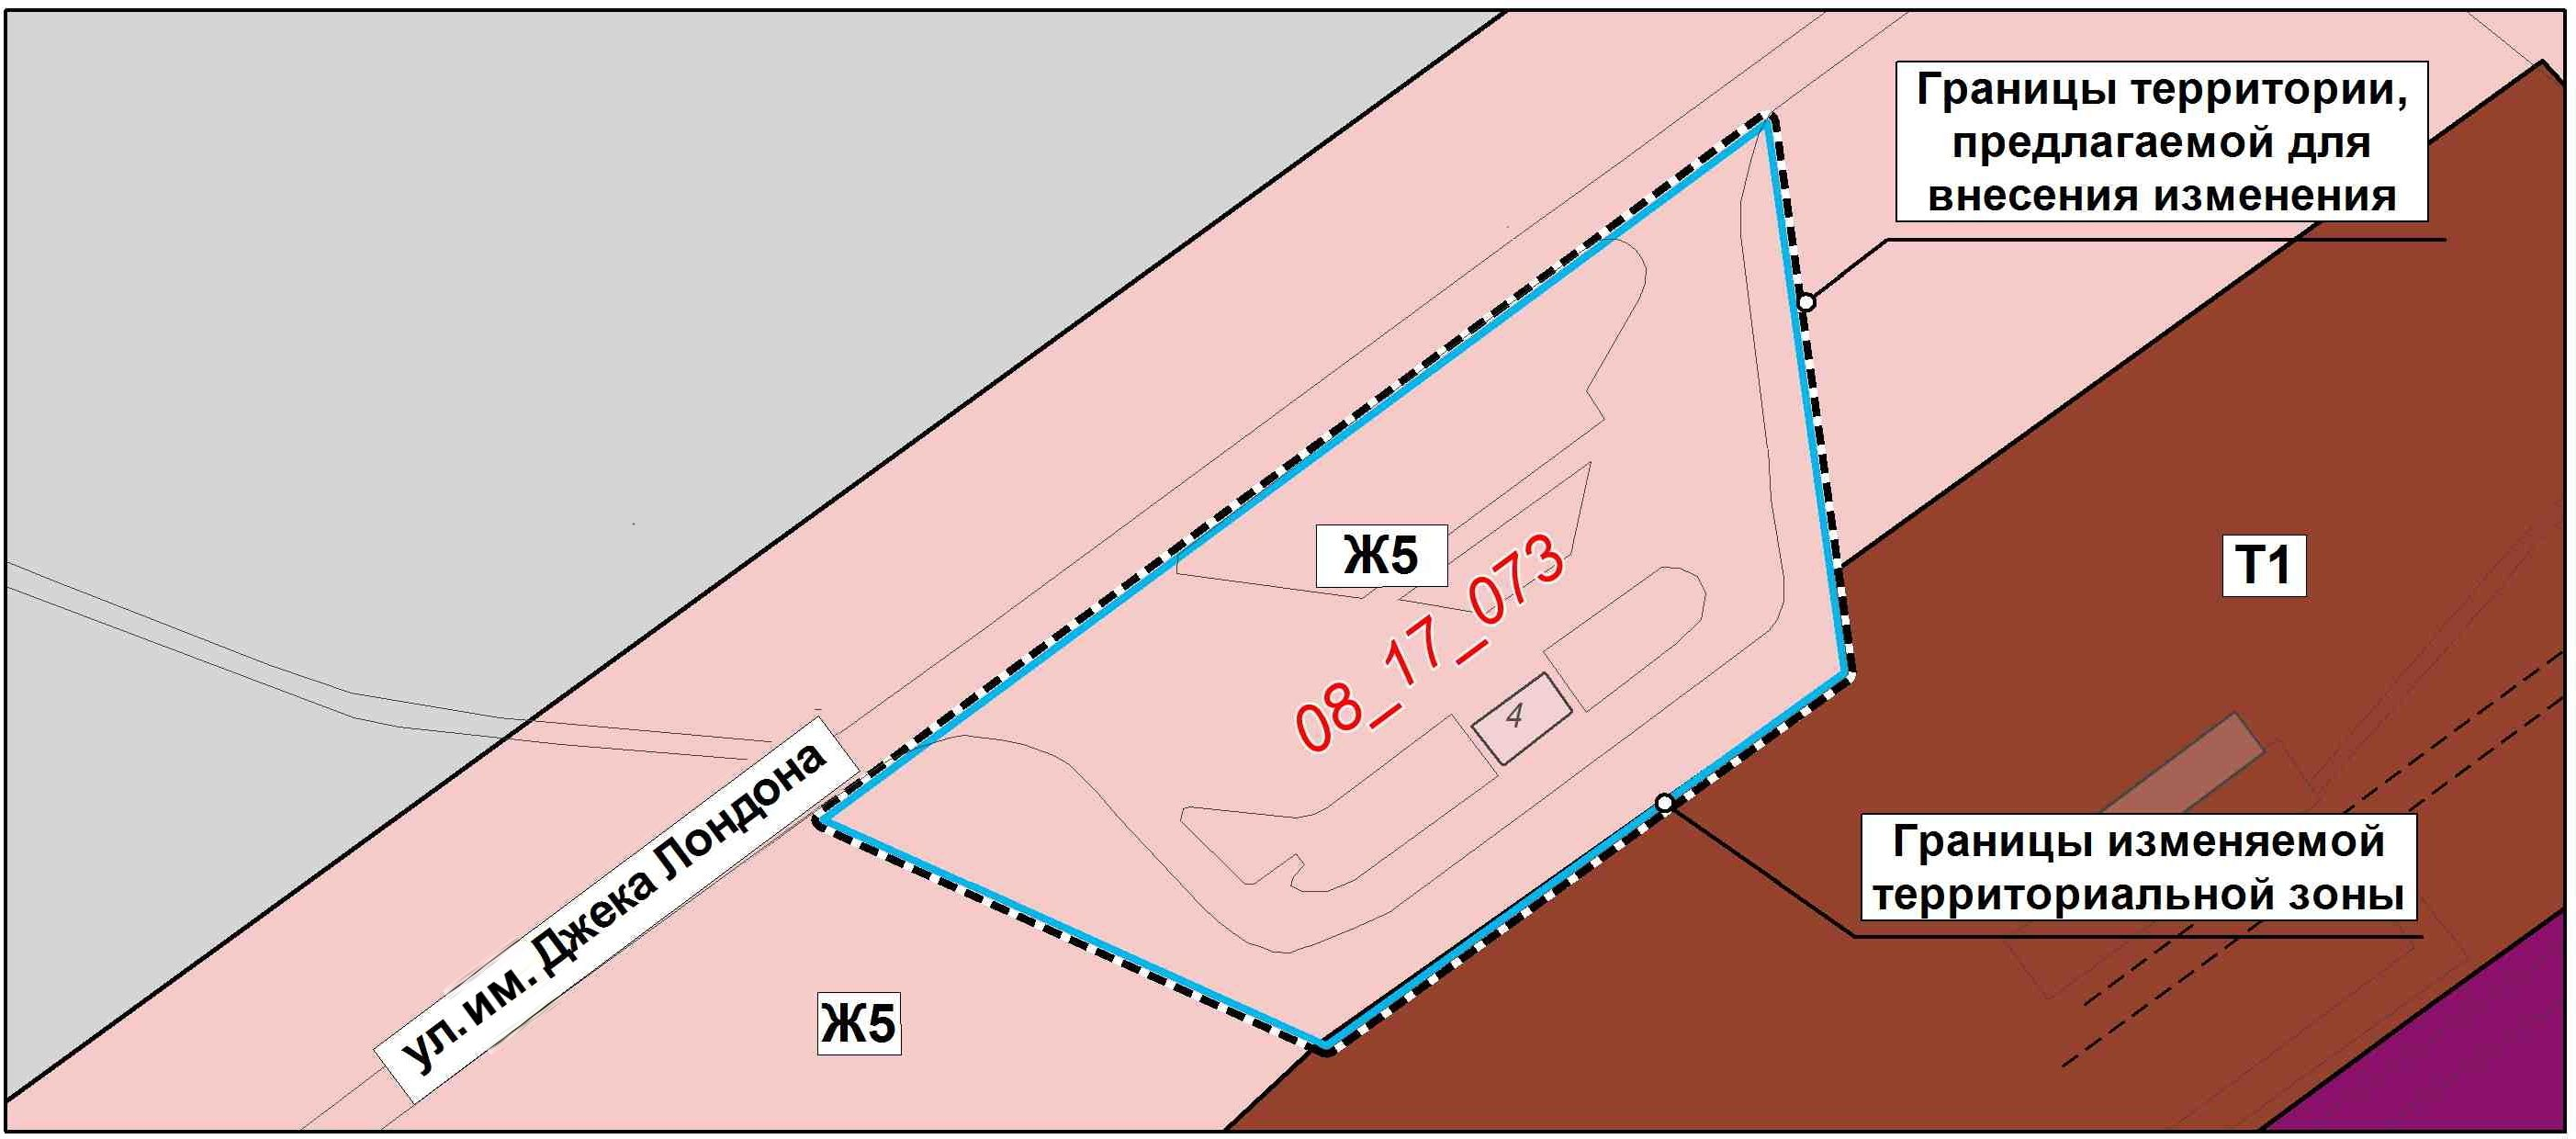 Границы территории,
предлагаемой для
внесения изменения
Ж5
08_17_073
Т1
4
ул. им. Джека Лондона
Границы изменяемой
территориальной зоны
Ж5